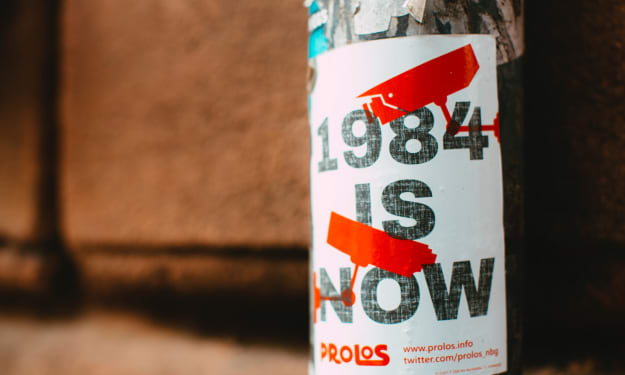 1984
IS
NOW
PROLOS
www.prolos.info
twitter.com/prolos_nbg